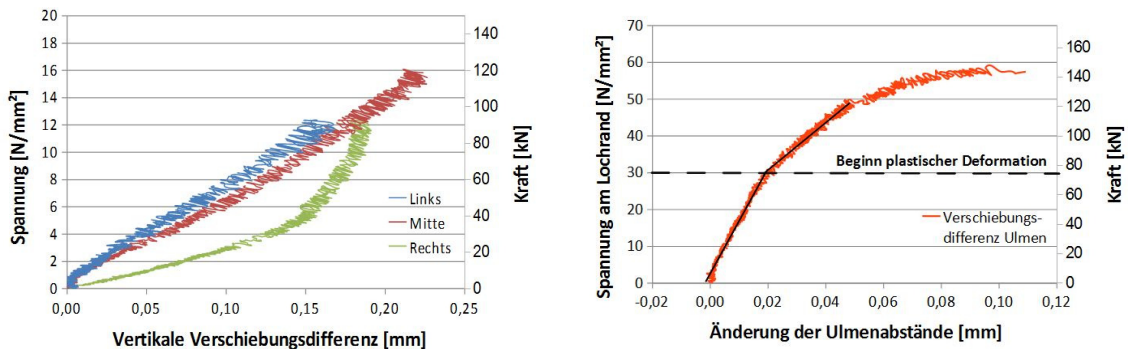 Spannung [N/mm²]
20
18
16
14
12
10
8
6
4
2
0
0,00 0,05 0,10 0,15 0,20 0,25
Vertikale Verschiebungsdifferenz [mm]
140
120
100
80
60
40
20
0
Kraft [kN]
Links
Mitte
Rechts
Spannung am Lochrand [N/mm²]
70
60
50
40
30
20
10
0
-0,02 0,00 0,02 0,04 0,06 0,08 0,10 0,12
Änderung der Ulmenabstände [mm]
160
140
120
100
80
60
40
20
0
Kraft [kN]
Beginn plastischer Deformation
Verschiebungs-
differenz Ulmen